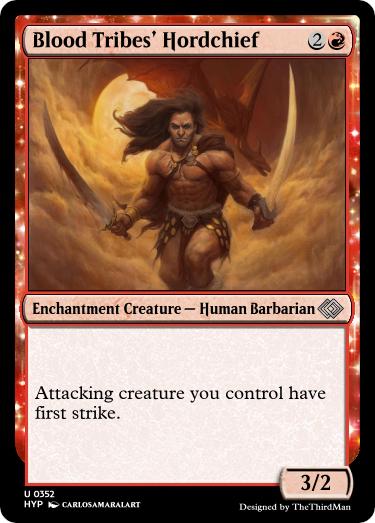 Blood Tribes' Hordchief 2
Enchantment Creature — Human Barbarian
Attacking creature you control have
first strike.
3/2
U 0352
HYP CARLOSAMARALART
Designed by TheThirdMan